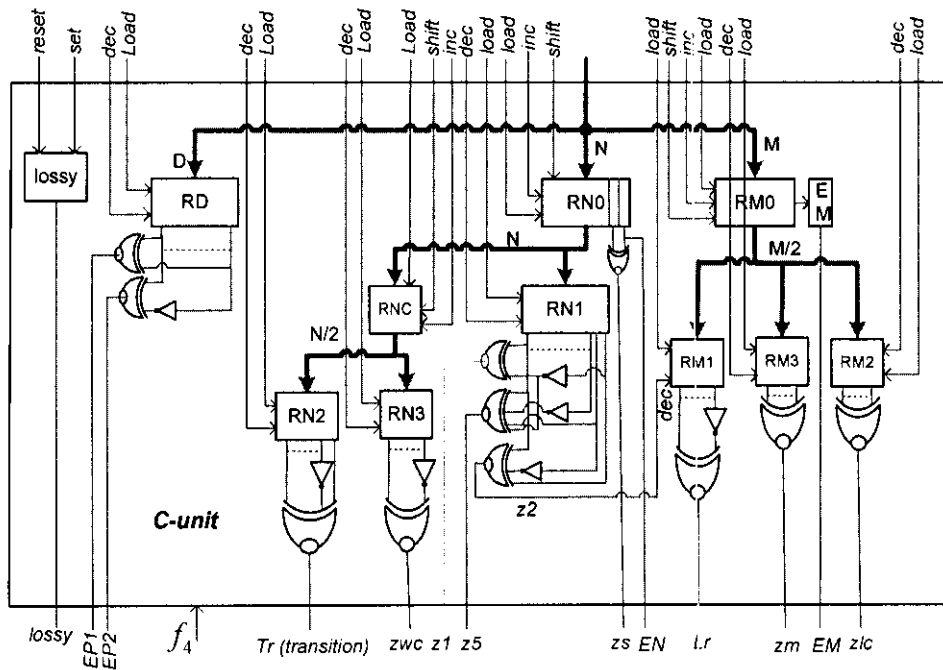 reset
set
dec
Load
dec
Load
dec
Load
Load
shift
inc
dec
load
load
inc
shift
load
shift
inc
load
dec
load
dec
load
D
N
M
lossy
RD
RN0
RM0
E
M
N
M/2
RNC
RN1
N/2
RM1
RM3
RM2
dec
RN2
RN3
z2
C-unit
lossy
EP1
EP2
f4
Tr (transition)
zwc
z1
z5
zs
EN
l.r
zm
EM
zlc